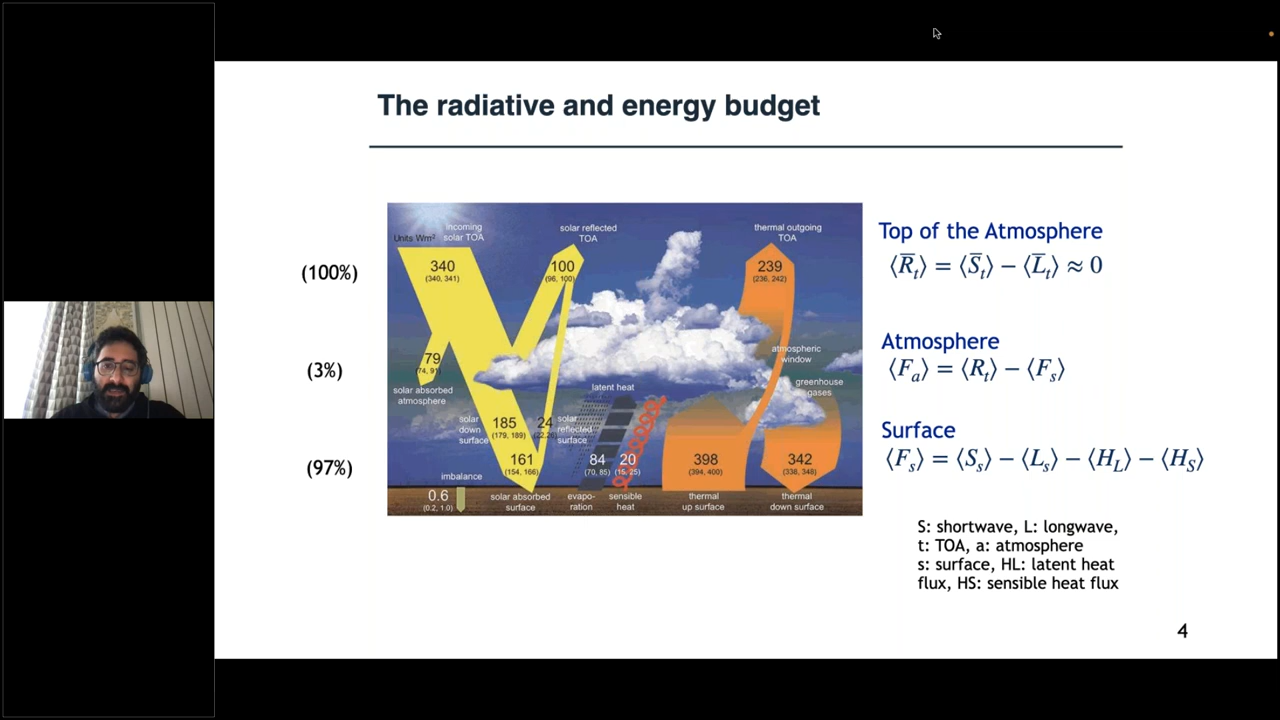 The radiative and energy budget
(100%)
(3%)
(97%)
Units Wm²
incoming
solar TOA
340
(340, 341)
solar reflected
TOA
100
(96, 100)
thermal outgoing
TOA
239
(236, 242)
79
(74, 91)
solar absorbed
atmosphere
atmospheric
window
greenhouse
gases
latent heat
solar
down
surface
185
(179, 189)
24
(22,26)
solar
reflected
surface
161
(154, 166)
84
(70, 85)
20
(15, 25)
398
(394, 400)
342
(338, 348)
imbalance
0.6
(0.2, 1.0)
solar absorbed
surface
evapo-
ration
sensible
heat
thermal
up surface
thermal
down surface
Top of the Atmosphere
⟨R̅ₜ⟩ = ⟨S̅ₜ⟩ − ⟨L̅ₜ⟩ ≈ 0
Atmosphere
⟨Fₐ⟩ = ⟨Rₜ⟩ − ⟨Fₛ⟩
Surface
⟨Fₛ⟩ = ⟨Sₛ⟩ − ⟨Lₛ⟩ − ⟨H_L⟩ − ⟨H_S⟩
S: shortwave, L: longwave,
t: TOA, a: atmosphere
s: surface, HL: latent heat
flux, HS: sensible heat flux
4